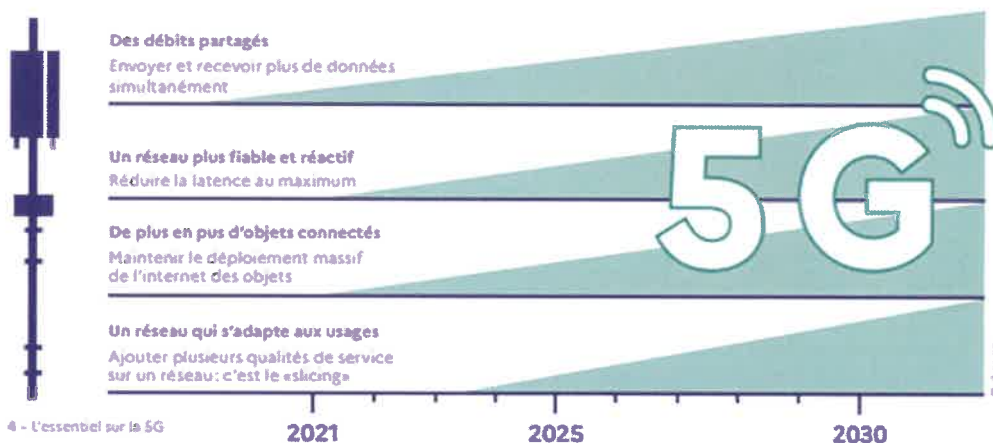 Des débits partagés
Envoyer et recevoir plus de données
simultanément
Un réseau plus fiable et réactif
Réduire la latence au maximum
De plus en pus d'objets connectés
Maintenir le déploiement massif
de l'internet des objets
Un réseau qui s'adapte aux usages
Ajouter plusieurs qualités de service
sur un réseau: c'est le «slicing»
5G
2021 2025 2030
4 - L'essentiel sur la 5G